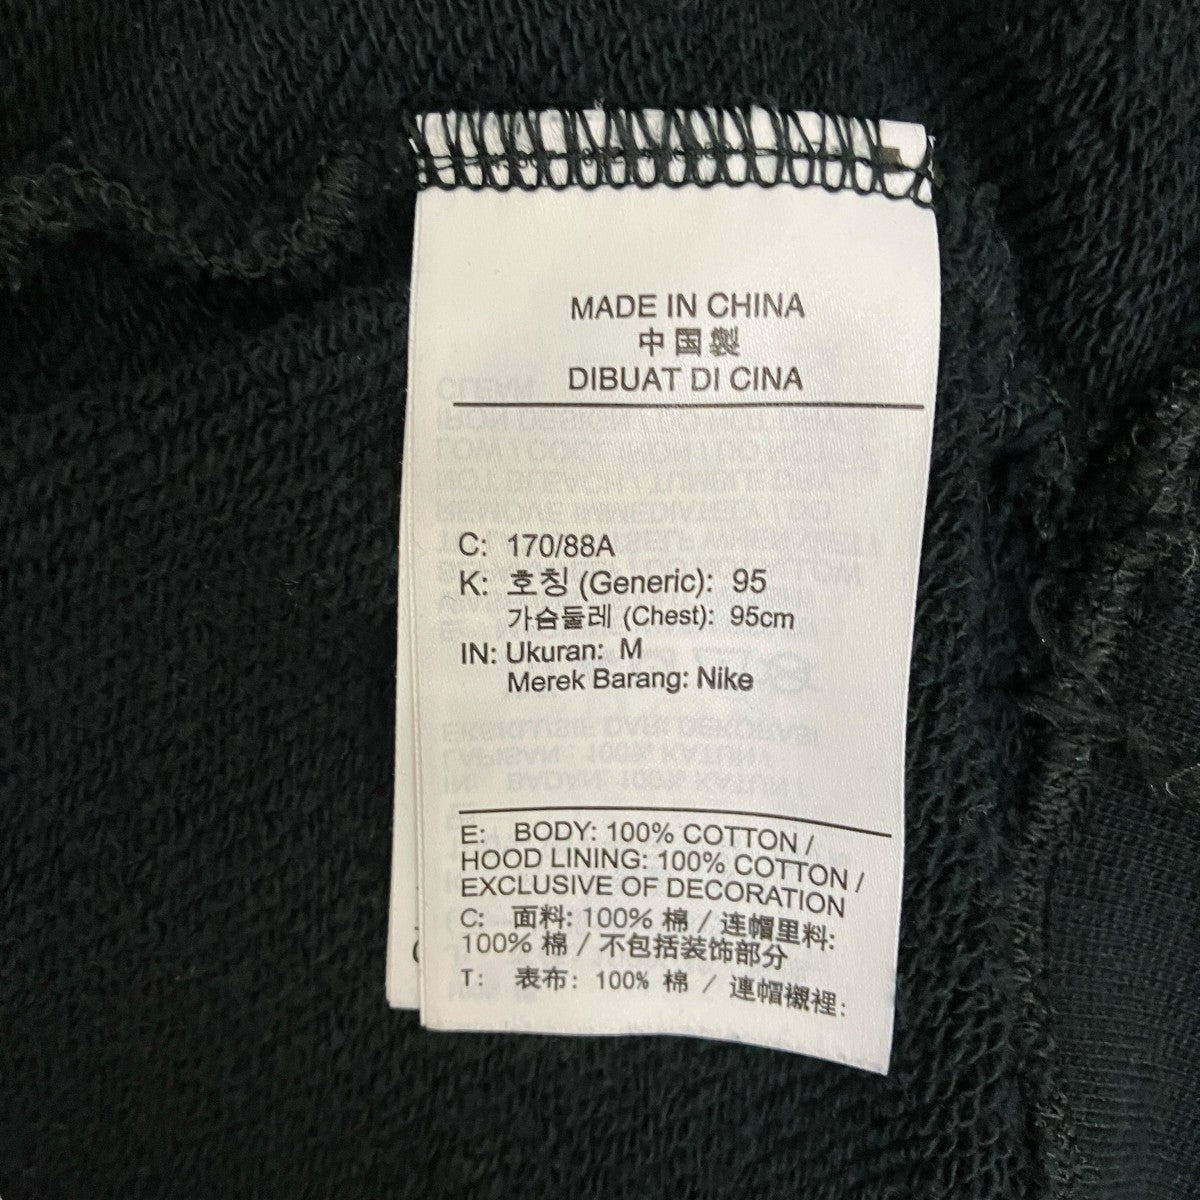 MADE IN CHINA
中国製
DIBUAT DI CINA
C: 170/88A
K: 호칭 (Generic): 95
가슴둘레 (Chest): 95cm
IN: Ukuran: M
Merek Barang: Nike
E: BODY: 100% COTTON /
HOOD LINING: 100% COTTON /
EXCLUSIVE OF DECORATION
C: 面料: 100% 棉 / 连帽里料:
100% 棉 / 不包括装饰部分
T: 表布: 100% 棉 / 連帽襯裡: